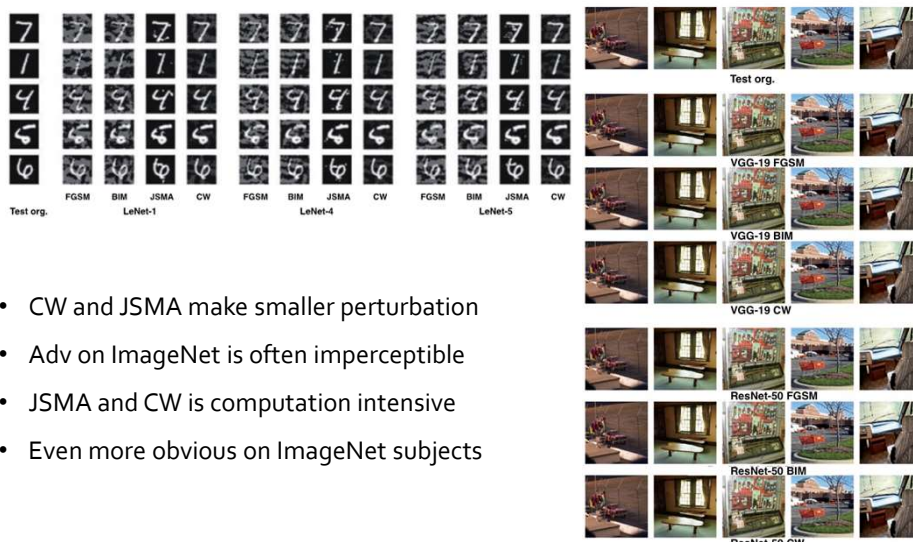 FGSM BIM JSMA CW FGSM BIM JSMA CW FGSM BIM JSMA CW
Test org. LeNet-1 LeNet-4 LeNet-5
• CW and JSMA make smaller perturbation
• Adv on ImageNet is often imperceptible
• JSMA and CW is computation intensive
• Even more obvious on ImageNet subjects
Test org.
VGG-19 FGSM
VGG-19 BIM
VGG-19 CW
ResNet-50 FGSM
ResNet-50 BIM
ResNet-50 CW